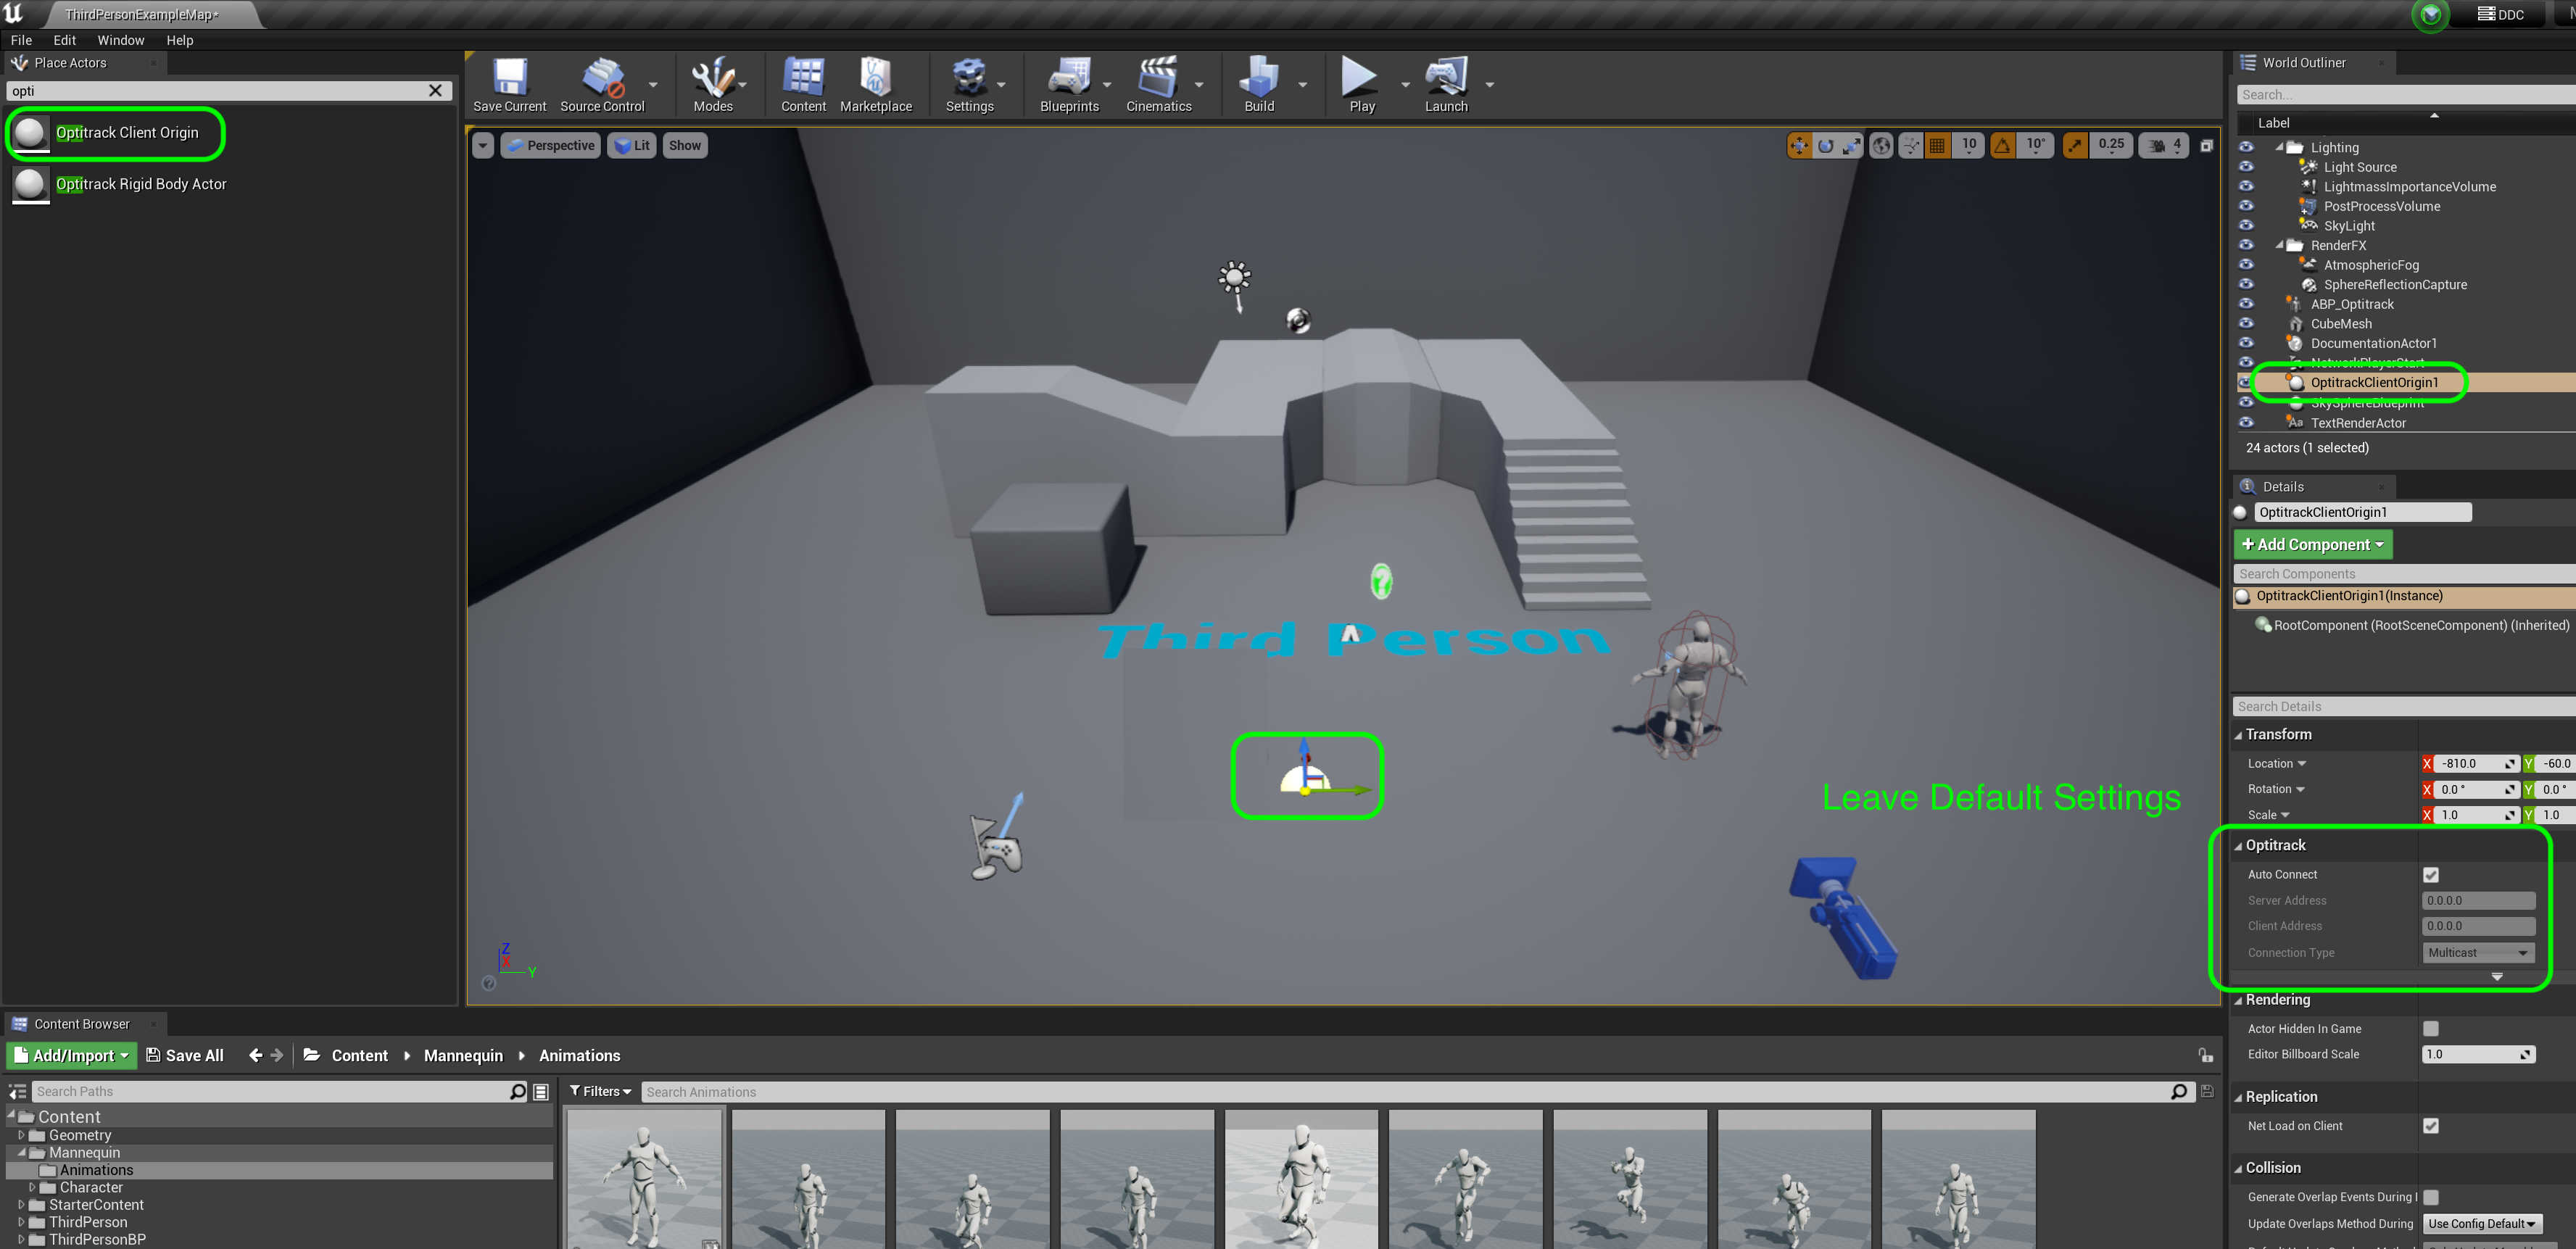 ThirdPersonExampleMap*
DDC
File Edit Window Help
Place Actors
opti
Optitrack Client Origin
Optitrack Rigid Body Actor
Save Current
Source Control
Modes
Content
Marketplace
Settings
Blueprints
Cinematics
Build
Play
Launch
Perspective
Lit
Show
10
10°
0.25
4
Third Person
Leave Default Settings
Z
X
Y
World Outliner
Search...
Label
Lighting
Light Source
LightmassImportanceVolume
PostProcessVolume
SkyLight
RenderFX
AtmosphericFog
SphereReflectionCapture
ABP_Optitrack
CubeMesh
DocumentationActor1
NetworkPlayerStart
OptitrackClientOrigin1
SkySphereBlueprint
TextRenderActor
24 actors (1 selected)
Details
OptitrackClientOrigin1
+ Add Component
Search Components
OptitrackClientOrigin1(Instance)
RootComponent (RootSceneComponent) (Inherited)
Search Details
Transform
Location X -810.0 Y -60.0
Rotation X 0.0 ° Y 0.0 °
Scale X 1.0 Y 1.0
Optitrack
Auto Connect
Server Address 0.0.0.0
Client Address 0.0.0.0
Connection Type Multicast
Rendering
Actor Hidden In Game
Editor Billboard Scale 1.0
Replication
Net Load on Client
Collision
Generate Overlap Events During
Update Overlaps Method During Use Config Default
Content Browser
Add/Import Save All Content Mannequin Animations
Search Paths
Filters
Search Animations
Content
Geometry
Mannequin
Animations
Character
StarterContent
ThirdPerson
ThirdPersonBP